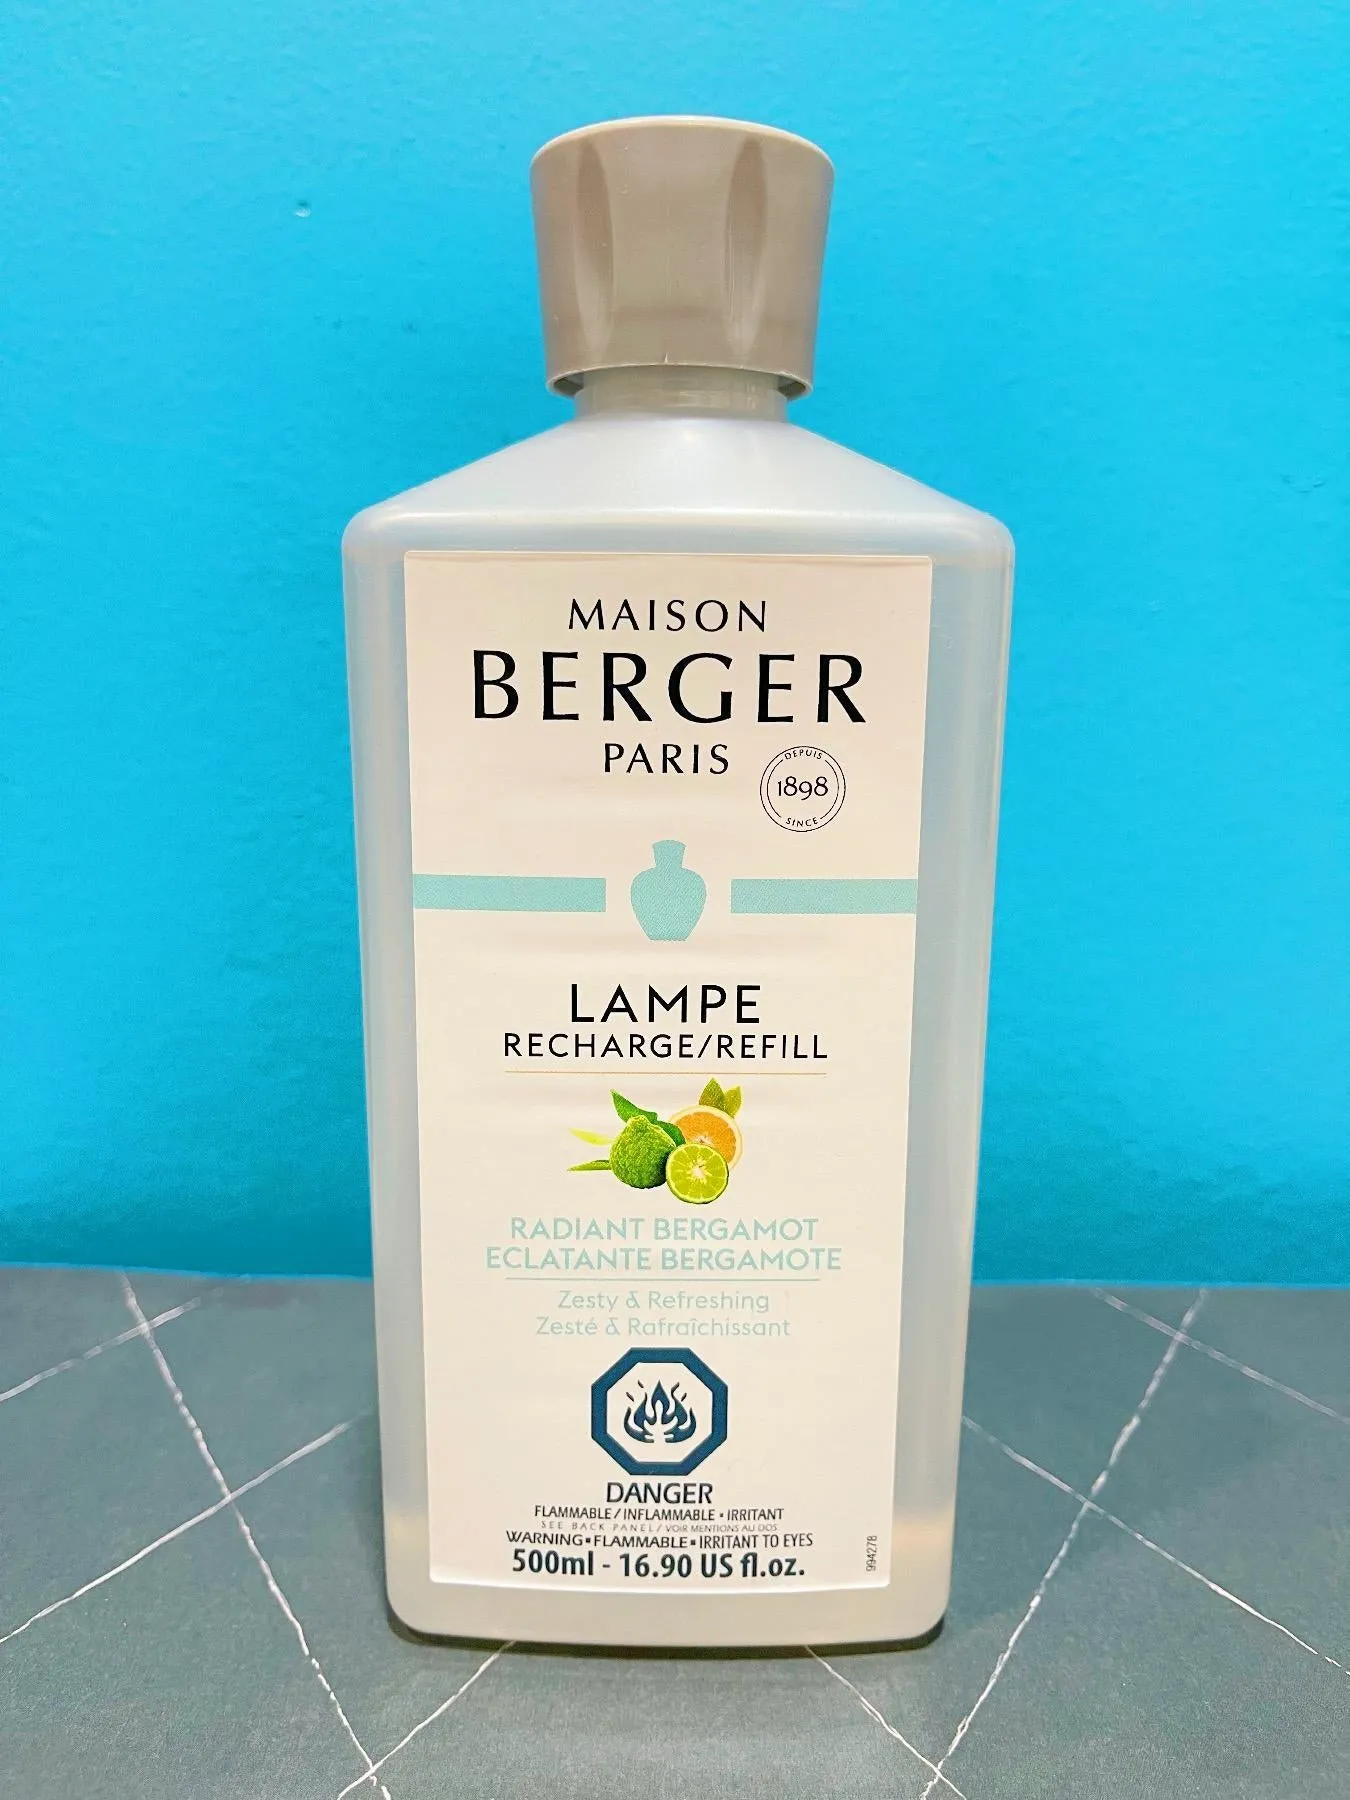 MAISON
BERGER
PARIS
DEPUIS
1898
SINCE
LAMPE
RECHARGE/REFILL
RADIANT BERGAMOT
ECLATANTE BERGAMOTE
Zesty & Refreshing
Zesté & Rafraîchissant
DANGER
FLAMMABLE / INFLAMMABLE ▪ IRRITANT
SEE BACK PANEL / VOIR MENTIONS AU DOS
WARNING ▪ FLAMMABLE ▪ IRRITANT TO EYES
500ml - 16.90 US fl.oz.
994278